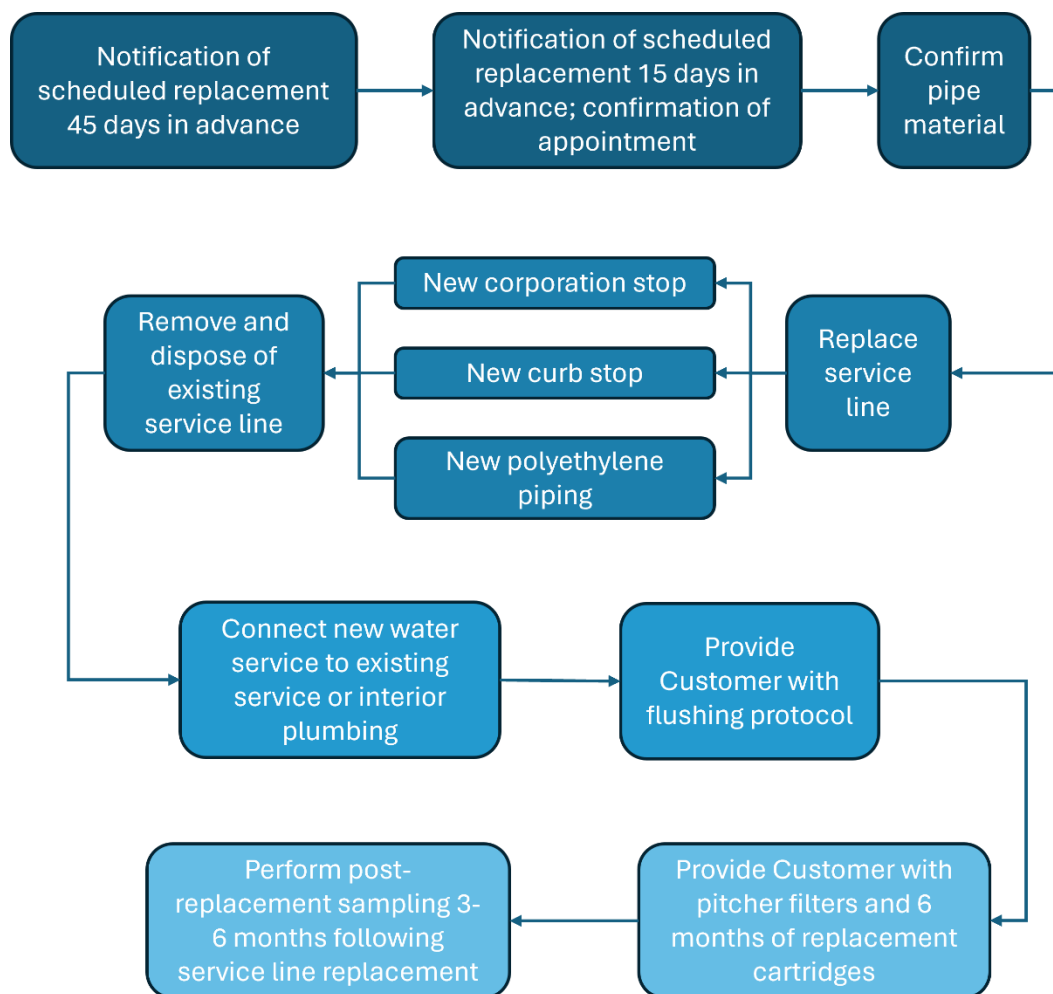 Notification of
scheduled replacement
45 days in advance
Notification of scheduled
replacement 15 days in
advance; confirmation of
appointment
Confirm
pipe
material
Replace
service
line
New corporation stop
New curb stop
New polyethylene
piping
Remove and
dispose of
existing
service line
Connect new water
service to existing
service or interior
plumbing
Provide
Customer with
flushing protocol
Provide Customer with
pitcher filters and 6
months of replacement
cartridges
Perform post-
replacement sampling 3-
6 months following
service line replacement